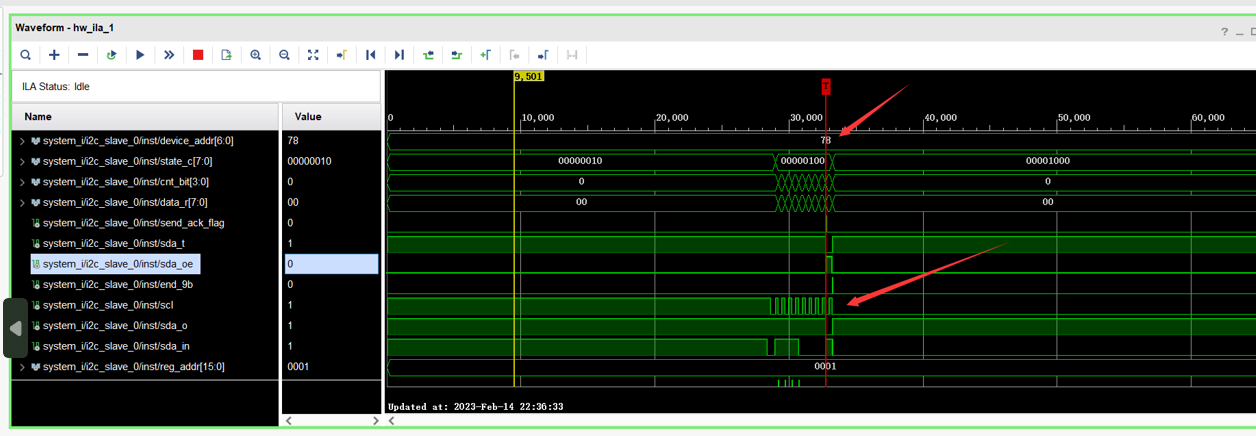 Waveform - hw_ila_1
ILA Status: Idle
Name Value
9,501
T
0 10,000 20,000 30,000 40,000 50,000 60,000
system_i/i2c_slave_0/inst/device_addr[6:0] 78 78
system_i/i2c_slave_0/inst/state_c[7:0] 00000010 00000010 00000100 00001000
system_i/i2c_slave_0/inst/cnt_bit[3:0] 0 0 0
system_i/i2c_slave_0/inst/data_r[7:0] 00 00 00
system_i/i2c_slave_0/inst/send_ack_flag 0
system_i/i2c_slave_0/inst/sda_t 1
system_i/i2c_slave_0/inst/sda_oe 0
system_i/i2c_slave_0/inst/end_9b 0
system_i/i2c_slave_0/inst/scl 1
system_i/i2c_slave_0/inst/sda_o 1
system_i/i2c_slave_0/inst/sda_in 1
system_i/i2c_slave_0/inst/reg_addr[15:0] 0001 0001
Updated at: 2023-Feb-14 22:36:33